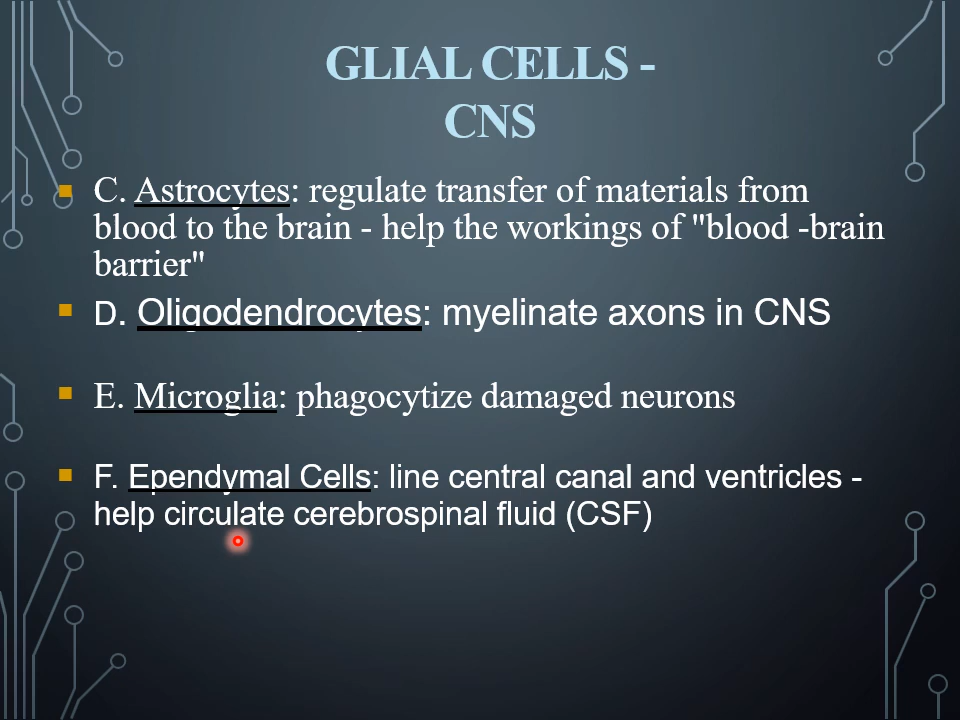 GLIAL CELLS -
CNS
C. Astrocytes: regulate transfer of materials from
blood to the brain - help the workings of "blood -brain
barrier"
D. Oligodendrocytes: myelinate axons in CNS
E. Microglia: phagocytize damaged neurons
F. Ependymal Cells: line central canal and ventricles -
help circulate cerebrospinal fluid (CSF)